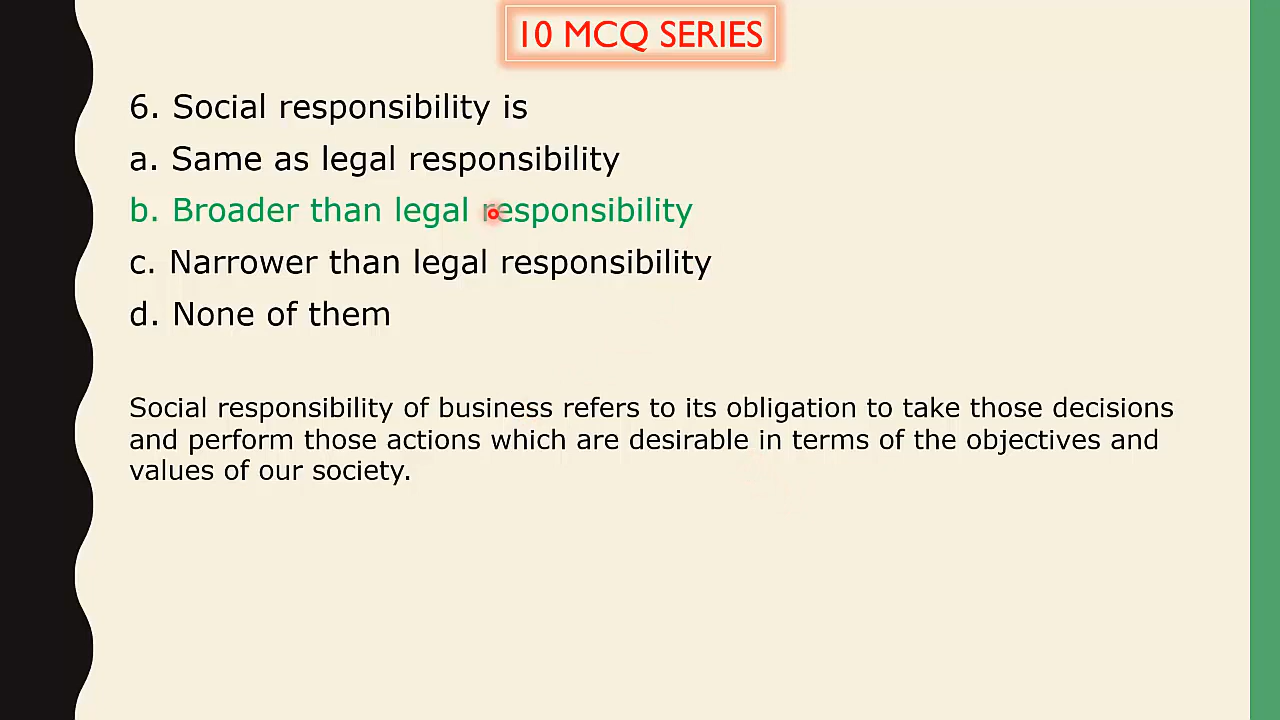 10 MCQ SERIES
6. Social responsibility is
a. Same as legal responsibility
b. Broader than legal responsibility
c. Narrower than legal responsibility
d. None of them
Social responsibility of business refers to its obligation to take those decisions
and perform those actions which are desirable in terms of the objectives and
values of our society.